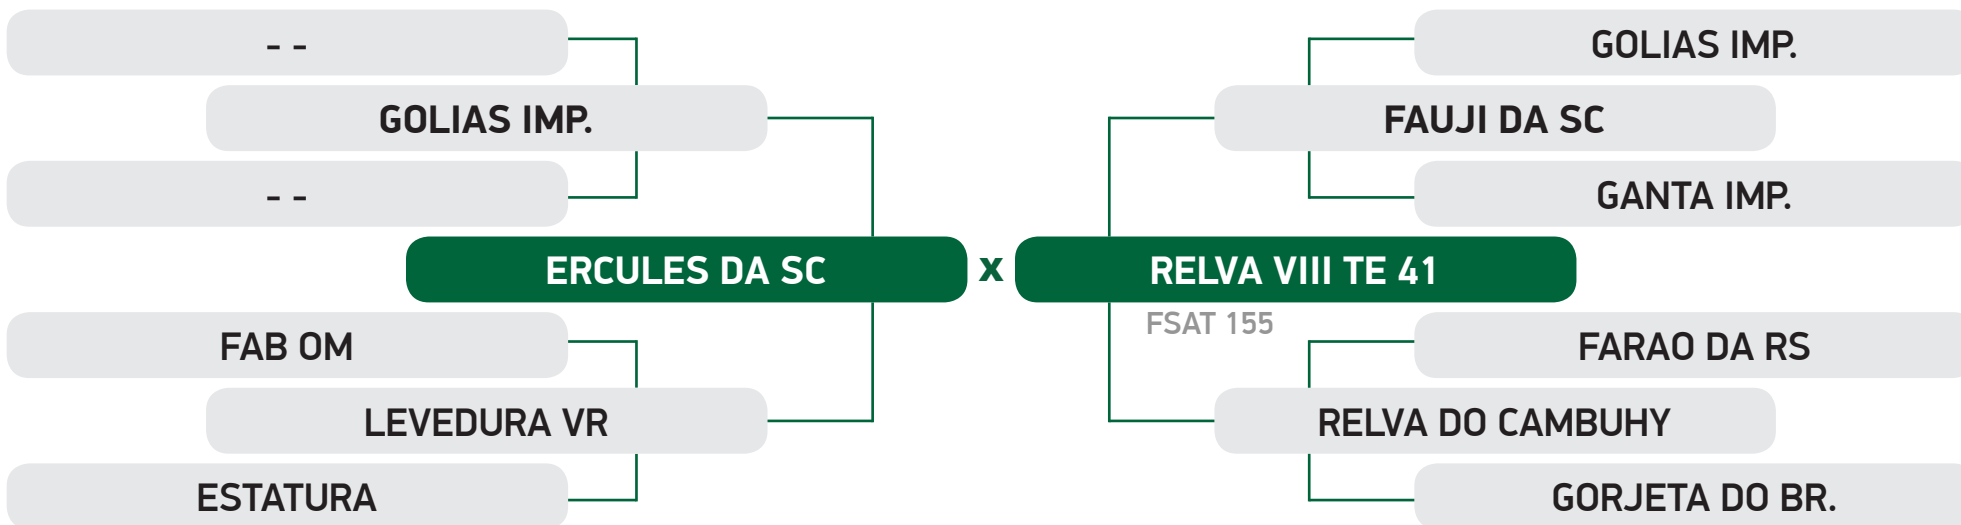 - -
GOLIAS IMP.
GOLIAS IMP.
FAUJI DA SC
- -
GANTA IMP.
ERCULES DA SC x RELVA VIII TE 41
FSAT 155
FAB OM
FARAO DA RS
LEVEDURA VR
RELVA DO CAMBUHY
ESTATURA
GORJETA DO BR.